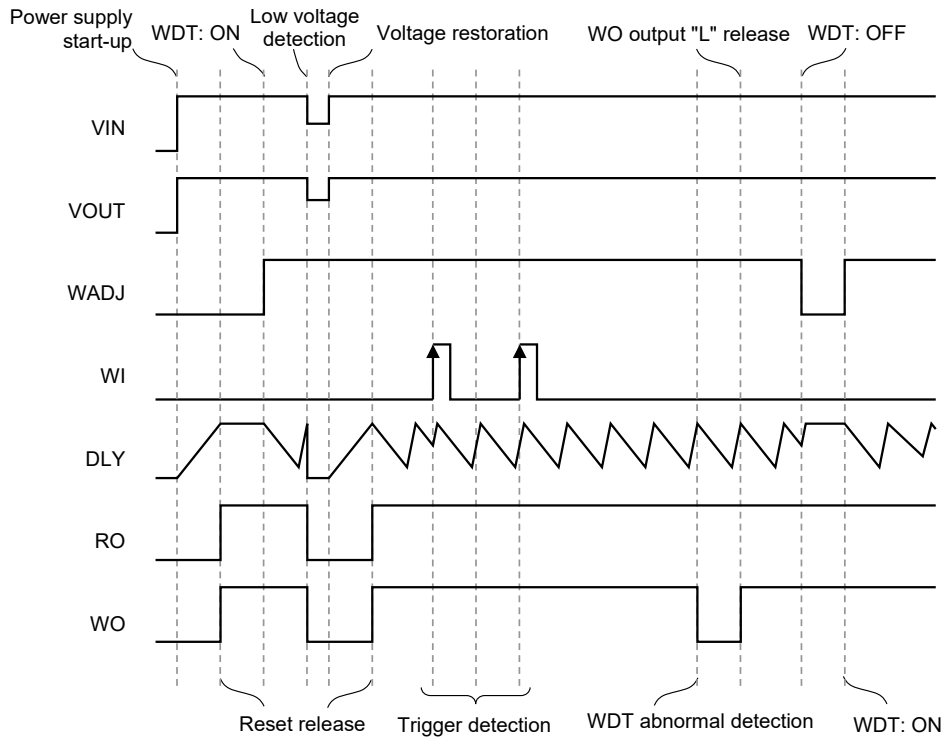 Power supply
start-up
WDT: ON
Low voltage
detection
Voltage restoration
WO output "L" release
WDT: OFF
VIN
VOUT
WADJ
WI
DLY
RO
WO
Reset release
Trigger detection
WDT abnormal detection
WDT: ON